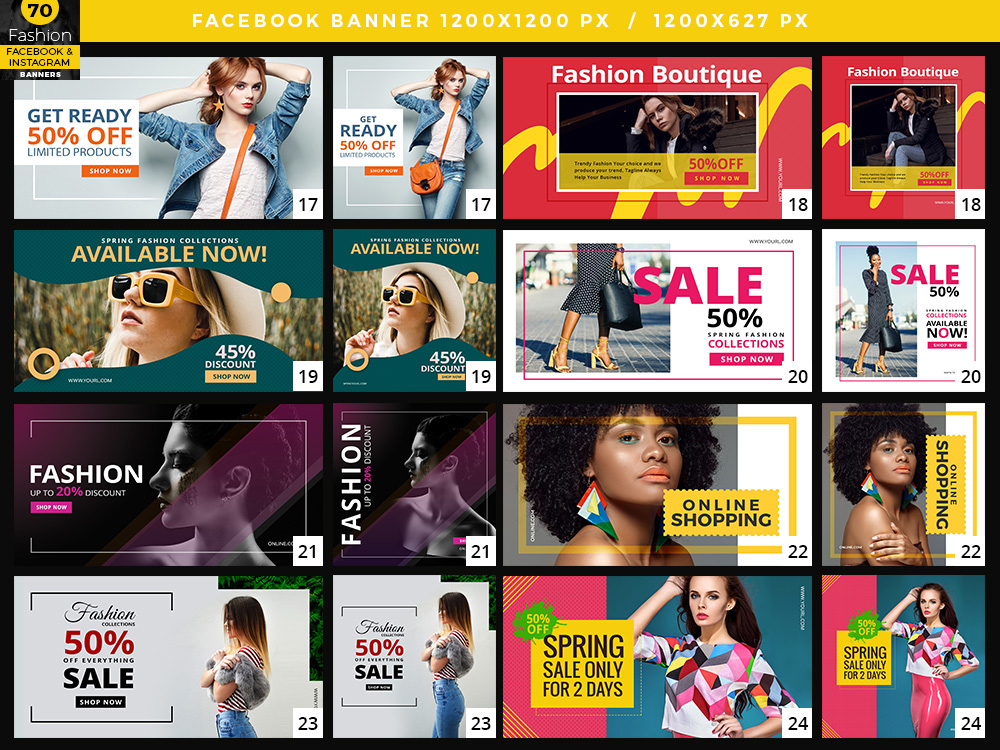 70
Fashion
FACEBOOK &
INSTAGRAM
BANNERS
FACEBOOK BANNER 1200X1200 PX / 1200X627 PX
GET READY
50% OFF
LIMITED PRODUCTS
SHOP NOW
17
GET
READY
50% OFF
LIMITED PRODUCTS
SHOP NOW
17
Fashion Boutique
Trendy Fashion Your choice and we
produce your trend, Tagline Always
Help Your Business
50%OFF
SHOP NOW
WWW.YOURL.COM
18
Fashion Boutique
Trendy Fashion Your choice and we
produce your trend, Tagline Always
Help Your Business
50%OFF
SHOP NOW
18
SPRING FASHION COLLECTIONS
AVAILABLE NOW!
45%
DISCOUNT
SHOP NOW
WWW.YOURL.COM
19
SPRING FASHION COLLECTIONS
AVAILABLE NOW!
45%
DISCOUNT
SHOP NOW
WWW.YOURL.COM
19
WWW.YOURL.COM
SALE
50%
SPRING FASHION
COLLECTIONS
SHOP NOW
20
SALE
50%
SPRING FASHION
COLLECTIONS
AVAILABLE
NOW!
SHOP NOW
20
FASHION
UP TO 20% DISCOUNT
SHOP NOW
21
FASHION
UP TO 20% DISCOUNT
21
ONLINE
SHOPPING
ONLINE.COM
22
ONLINE
SHOPPING
ONLINE.COM
22
Fashion
COLLECTIONS
50%
OFF EVERYTHING
SALE
SHOP NOW
23
Fashion
COLLECTIONS
50%
OFF EVERYTHING
SALE
SHOP NOW
23
50%
OFF
SPRING
SALE ONLY
FOR 2 DAYS
WWW.YOURL.COM
24
50%
OFF
SPRING
SALE ONLY
FOR 2 DAYS
24